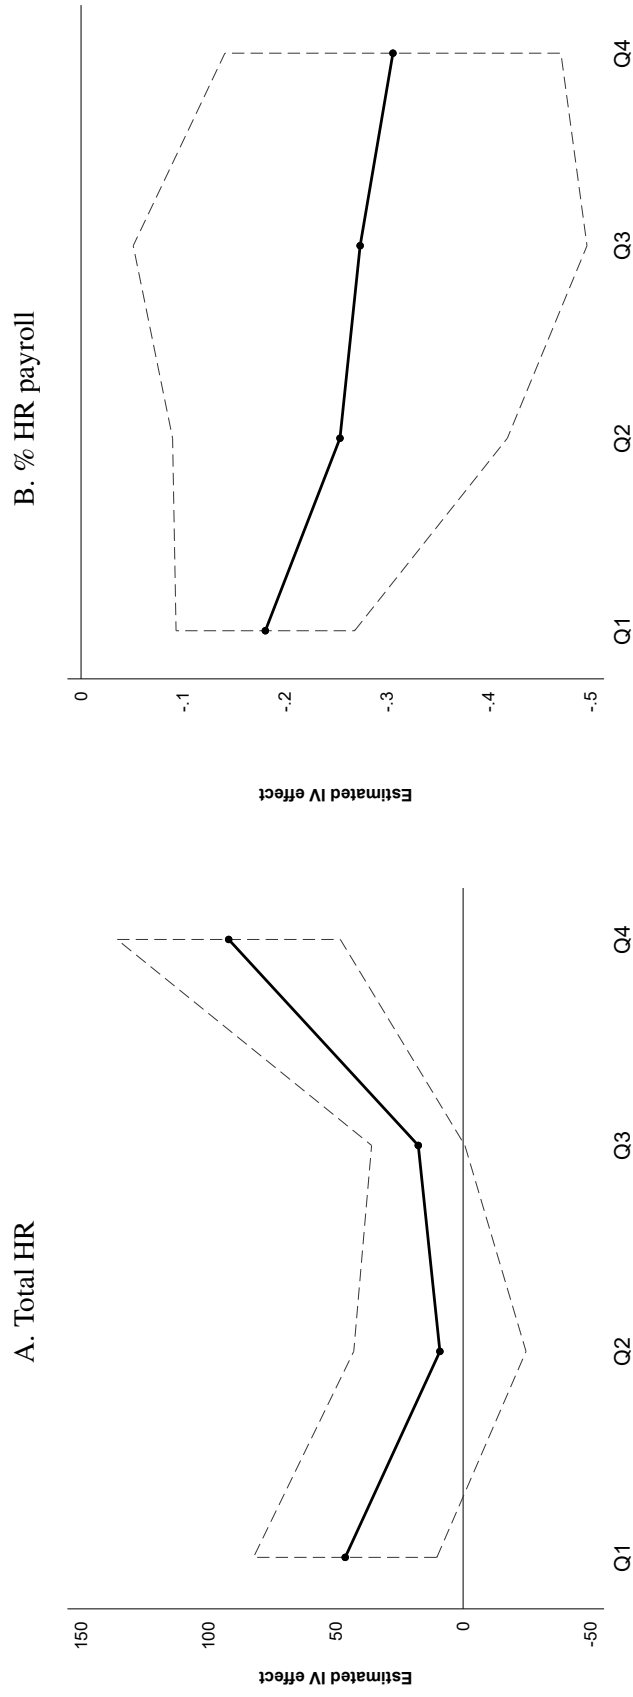 A. Total HR
Estimated IV effect
150
100
50
0
-50
Q1 Q2 Q3 Q4
B. % HR payroll
Estimated IV effect
0
-.1
-.2
-.3
-.4
-.5
Q1 Q2 Q3 Q4